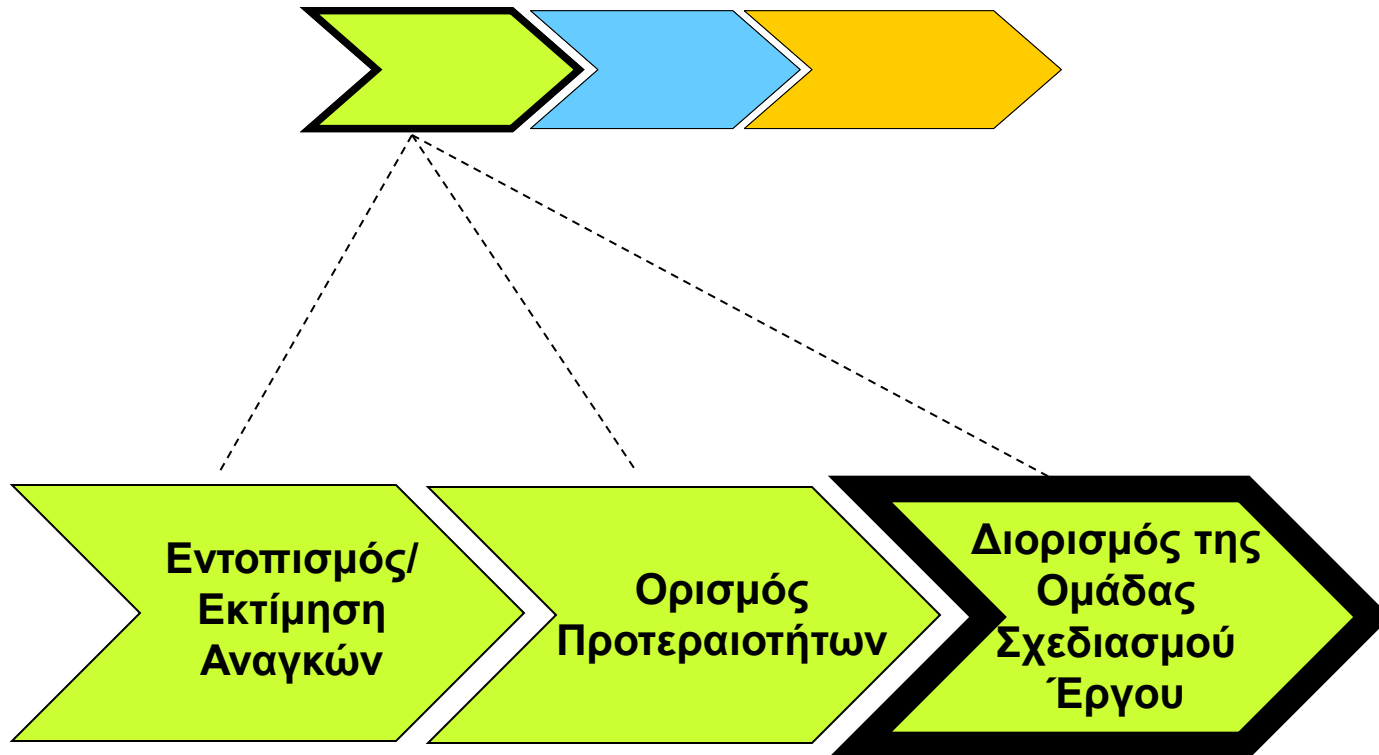 Εντοπισμός/
Εκτίμηση
Αναγκών
Ορισμός
Προτεραιοτήτων
Διορισμός της
Ομάδας
Σχεδιασμού
Έργου